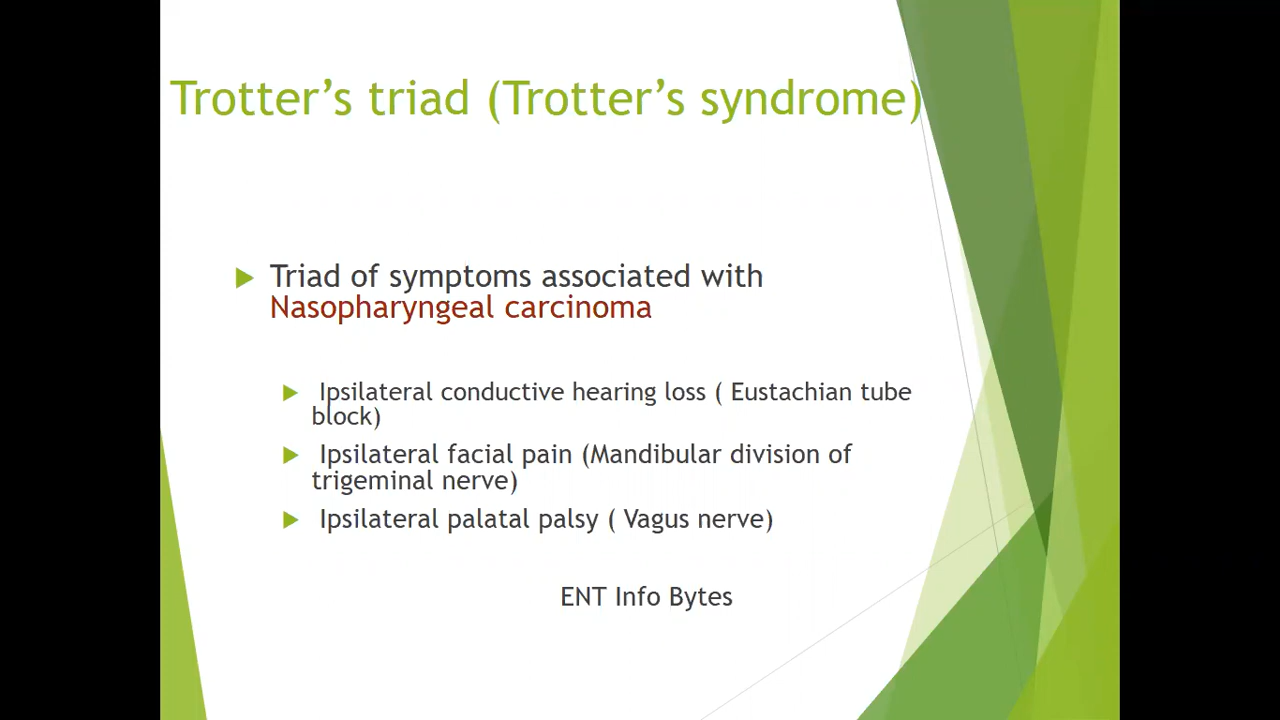 Trotter’s triad (Trotter’s syndrome)
Triad of symptoms associated with
Nasopharyngeal carcinoma
Ipsilateral conductive hearing loss ( Eustachian tube
block)
Ipsilateral facial pain (Mandibular division of
trigeminal nerve)
Ipsilateral palatal palsy ( Vagus nerve)
ENT Info Bytes